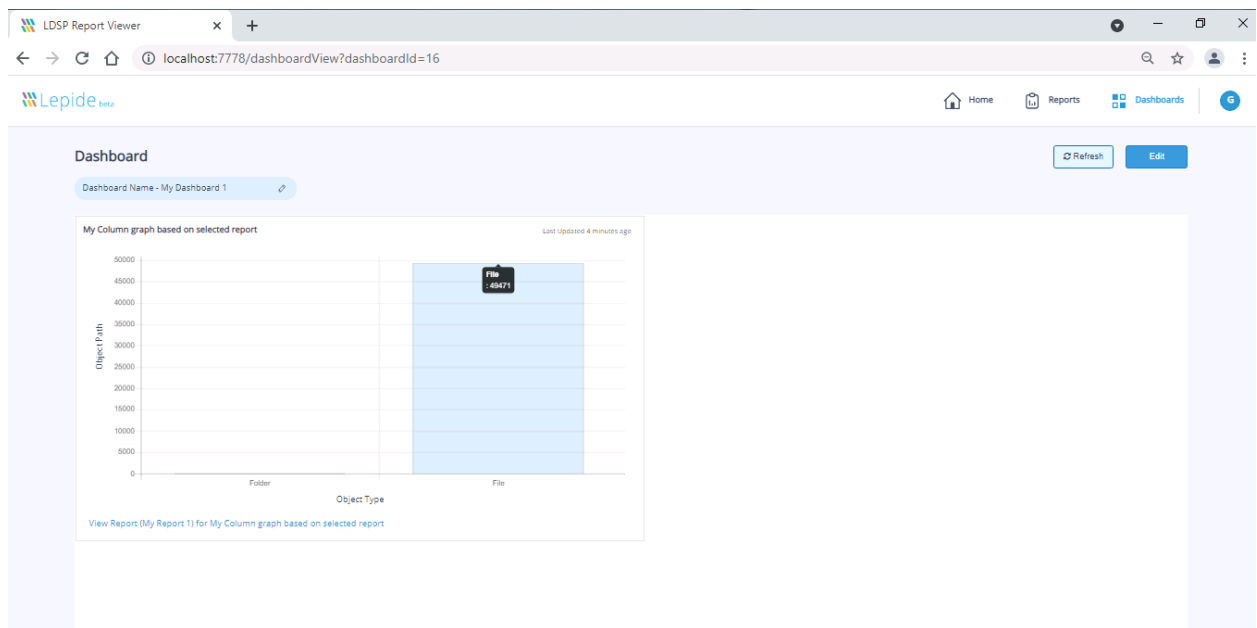 LDSP Report Viewer
localhost:7778/dashboardView?dashboardId=16
Lepide beta
Home
Reports
Dashboards
G
Dashboard
Refresh
Edit
Dashboard Name - My Dashboard 1
My Column graph based on selected report
Last Updated 4 minutes ago
50000
45000
40000
35000
30000
25000
20000
15000
10000
5000
0
Object Path
File
: 49471
Folder
File
Object Type
View Report (My Report 1) for My Column graph based on selected report